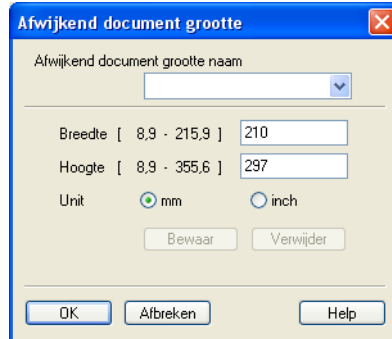 Afwijkend document grootte
Afwijkend document grootte naam
Breedte [ 8,9 - 215,9 ] 210
Hoogte [ 8,9 - 355,6 ] 297
Unit mm inch
Bewaar Verwijder
OK Afbreken Help